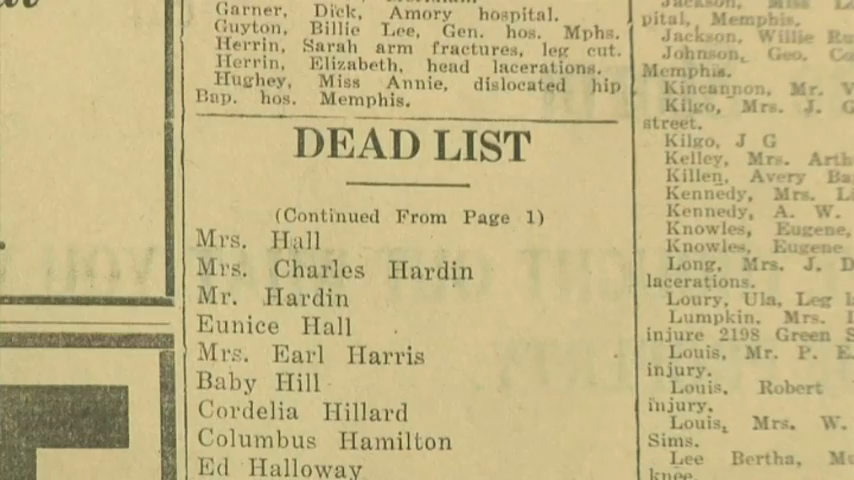 Garner, Dick, Amory hospital.
Guyton, Billie Lee, Gen. hos. Mphs.
Herrin, Sarah arm fractures, leg cut.
Herrin, Elizabeth, head lacerations.
Hughey, Miss Annie, dislocated hip
Bap. hos. Memphis.
DEAD LIST
(Continued From Page 1)
Mrs. Hall
Mrs. Charles Hardin
Mr. Hardin
Eunice Hall
Mrs. Earl Harris
Baby Hill
Cordelia Hillard
Columbus Hamilton
Ed Halloway
Jackson, Miss
pital, Memphis.
Jackson, Willie
Johnson, Geo.
Memphis.
Kincannon, Mr.
Kilgo, Mrs. J. G
street.
Kilgo, J G
Kelley, Mrs. Arth
Killen, Avery Ba
Kennedy, Mrs. Li
Kennedy, A. W.
Knowles, Eugene,
Knowles, Eugene
Long, Mrs. J. D
lacerations.
Loury, Ula, Leg
Lumpkin, Mrs.
injure 2198 Green S
Louis, Mr. P. E.
injury.
Louis, Robert
injury.
Louis, Mrs. W.
Sims.
Lee Bertha,
knee.